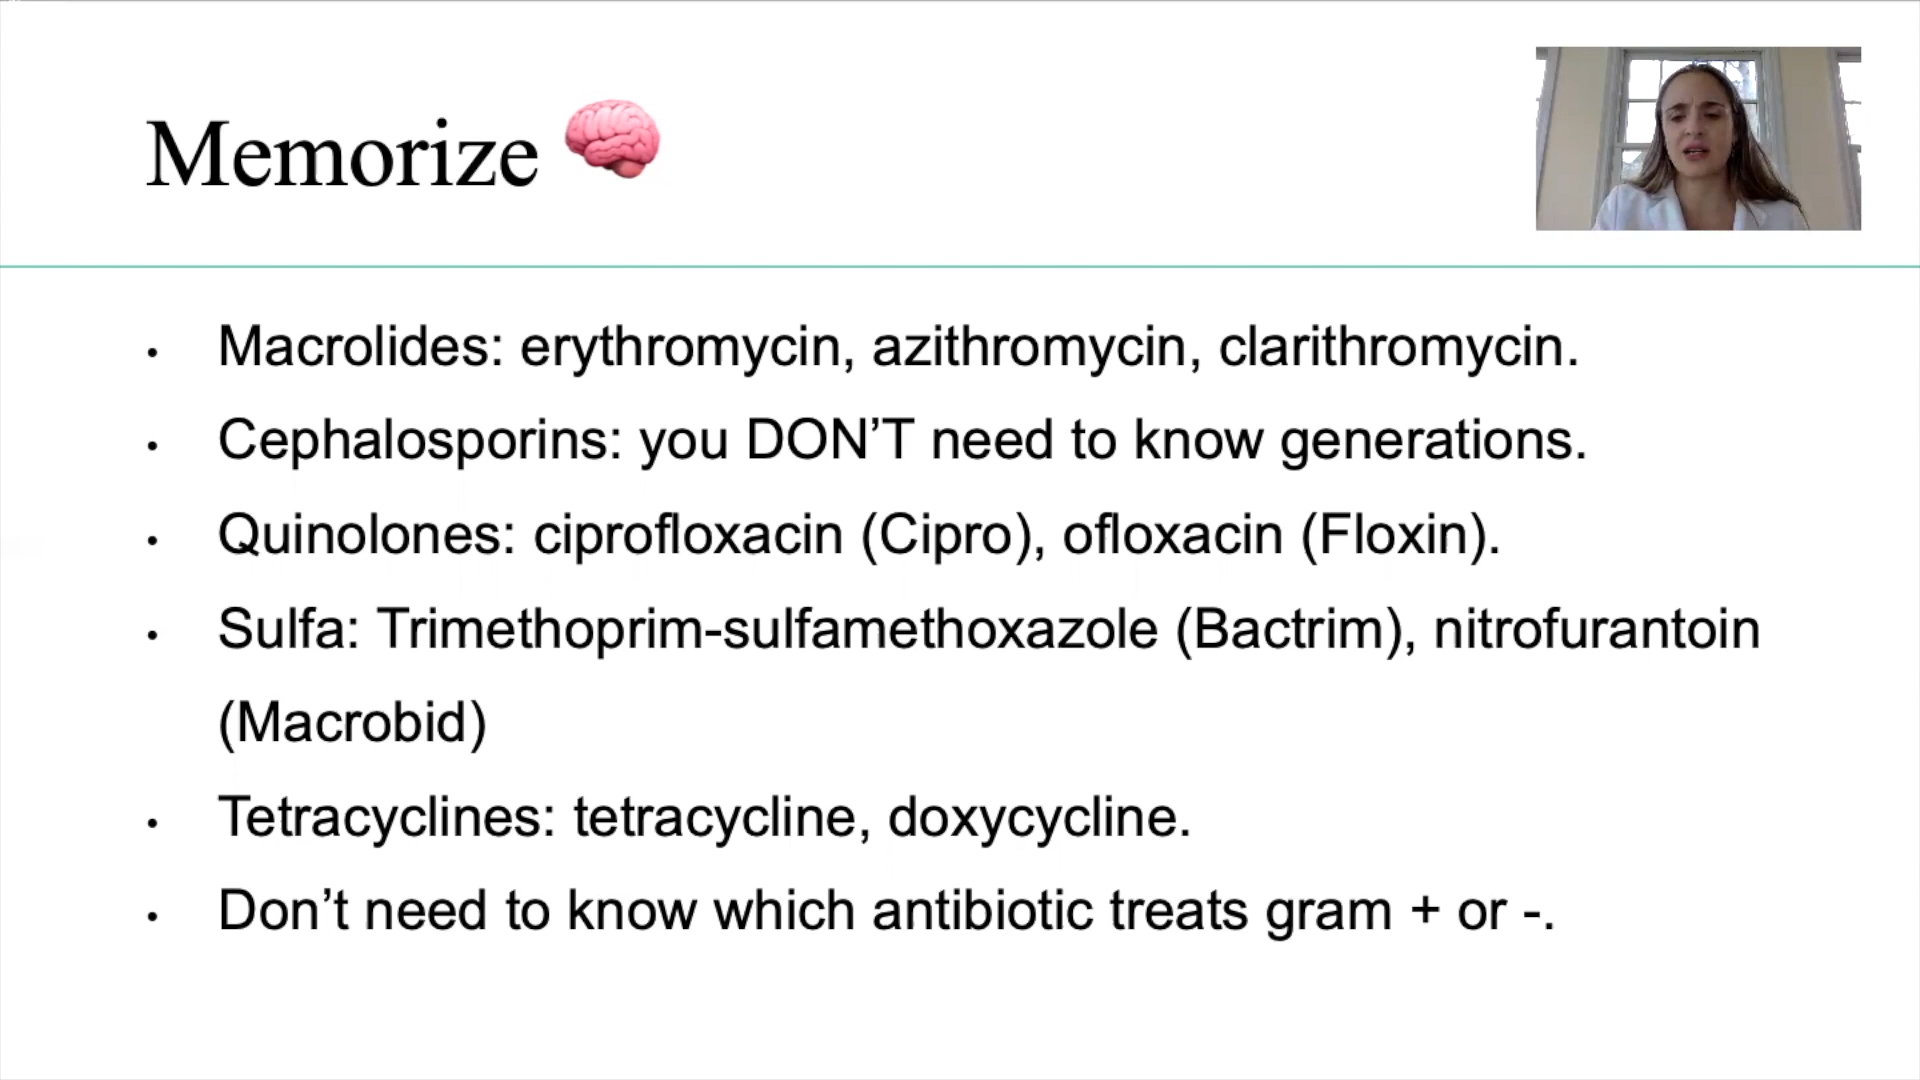 Memorize
Macrolides: erythromycin, azithromycin, clarithromycin.
Cephalosporins: you DON’T need to know generations.
Quinolones: ciprofloxacin (Cipro), ofloxacin (Floxin).
Sulfa: Trimethoprim-sulfamethoxazole (Bactrim), nitrofurantoin
(Macrobid)
Tetracyclines: tetracycline, doxycycline.
Don’t need to know which antibiotic treats gram + or -.